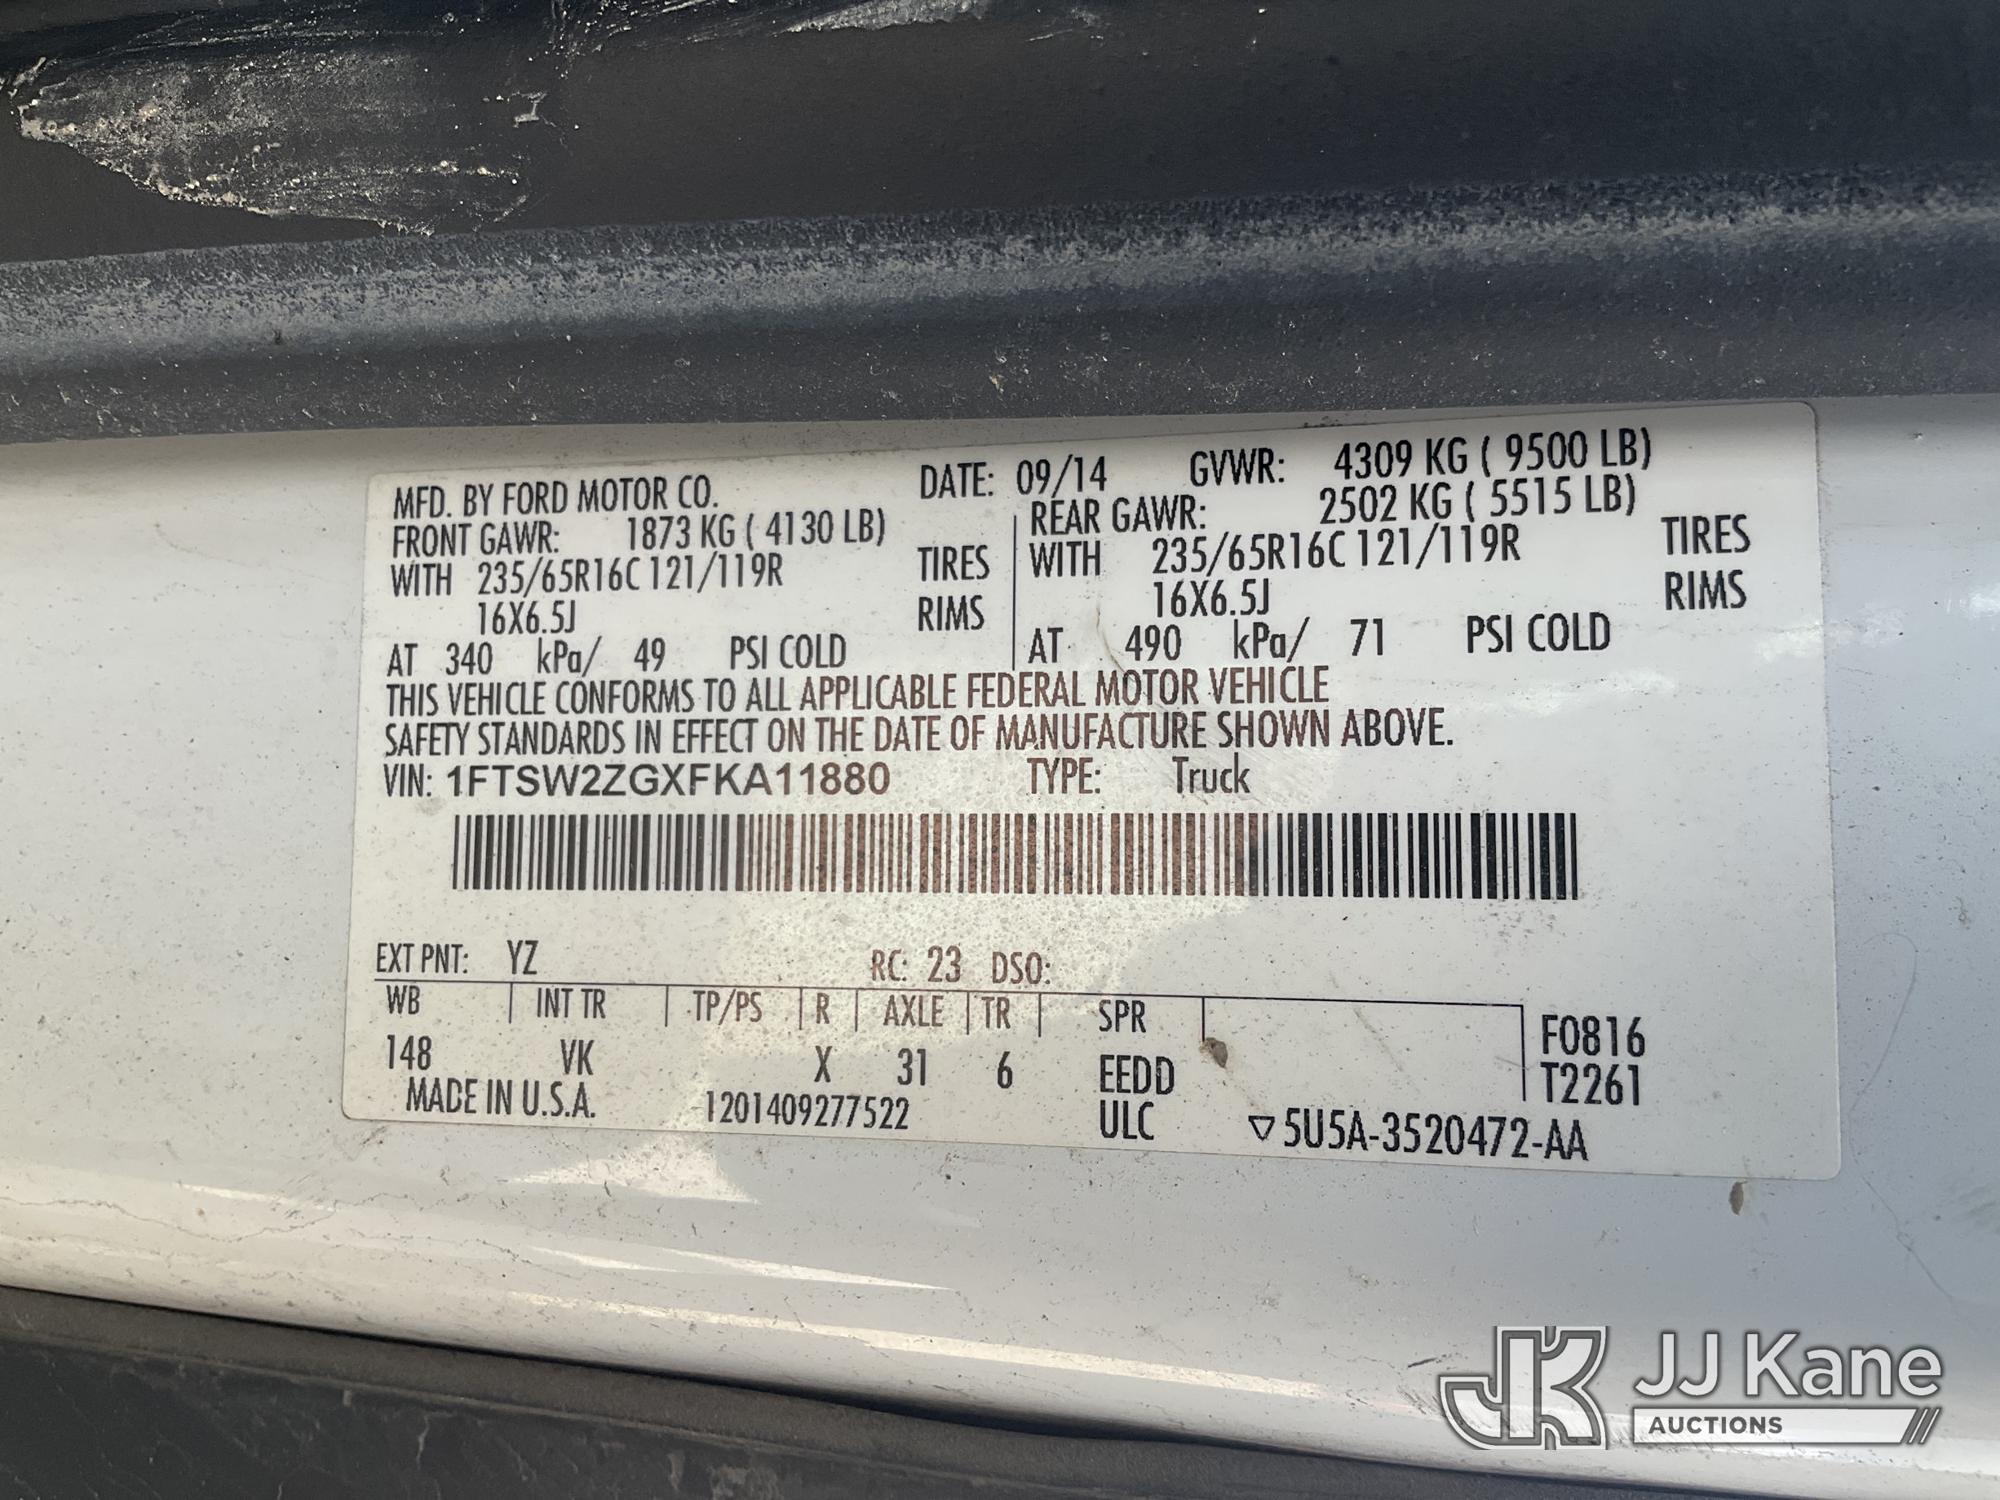 MFD. BY FORD MOTOR CO. DATE: 09/14 GVWR: 4309 KG ( 9500 LB)
FRONT GAWR: 1873 KG ( 4130 LB) REAR GAWR: 2502 KG ( 5515 LB)
WITH 235/65R16C 121/119R TIRES WITH 235/65R16C 121/119R TIRES
16X6.5J RIMS 16X6.5J RIMS
AT 340 kPa/ 49 PSI COLD AT 490 kPa/ 71 PSI COLD
THIS VEHICLE CONFORMS TO ALL APPLICABLE FEDERAL MOTOR VEHICLE
SAFETY STANDARDS IN EFFECT ON THE DATE OF MANUFACTURE SHOWN ABOVE.
VIN: 1FTSW2ZGXFKA11880 TYPE: Truck
EXT PNT: YZ RC: 23 DSO:
WB INT TR TP/PS R AXLE TR SPR F0816
148 VK X 31 6 EEDD T2261
MADE IN U.S.A. 1201409277522 ULC ▽5U5A-3520472-AA
JK JJ Kane
AUCTIONS